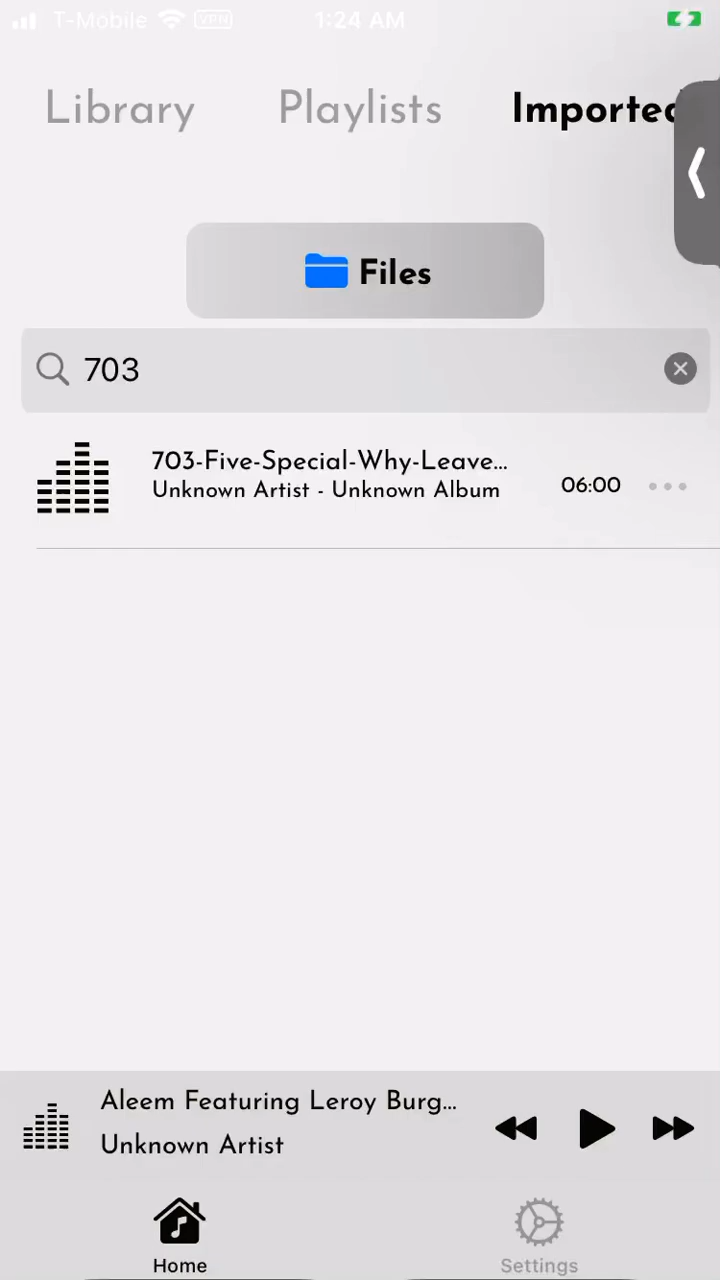 T-Mobile VPN 1:24 AM
Library Playlists Imported
Files
703
703-Five-Special-Why-Leave...
Unknown Artist - Unknown Album
06:00
Aleem Featuring Leroy Burg...
Unknown Artist
Home Settings